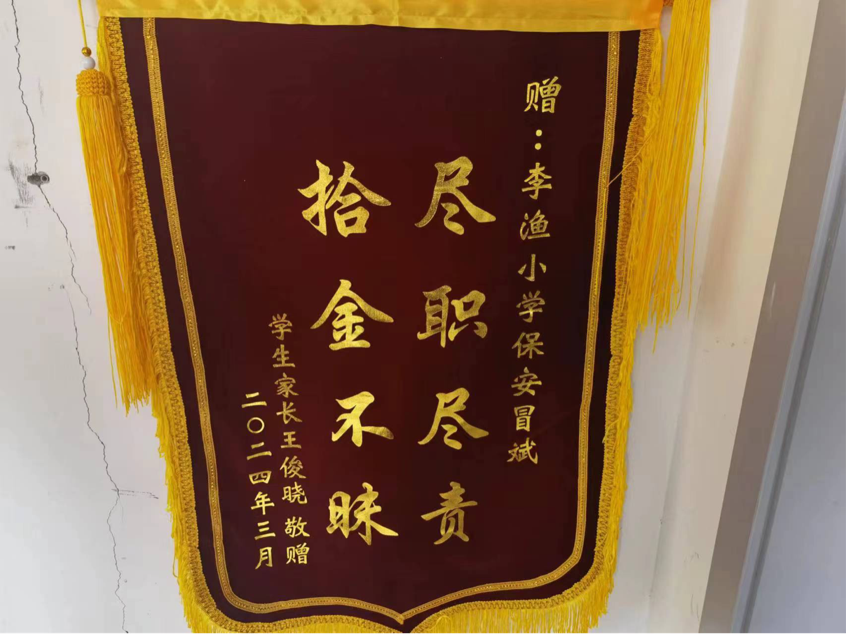 赠：李渔小学保安冒斌
尽职尽责
拾金不昧
学生家长王俊晓 敬赠
二〇二四年三月